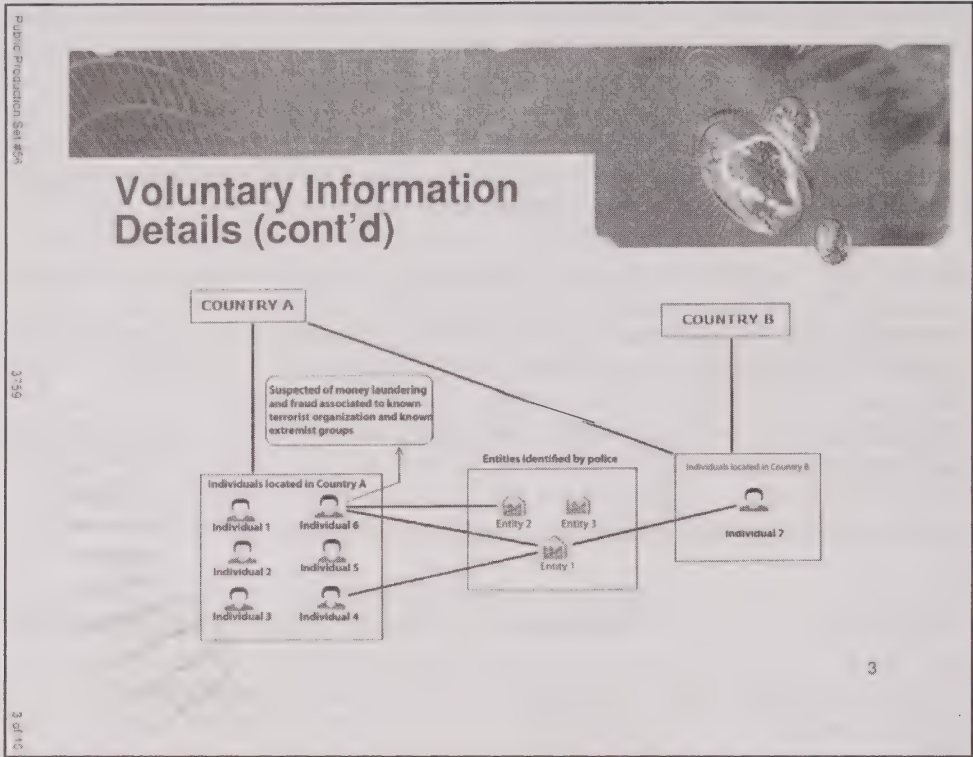 Public Production Set #58
3759
3 of 10
Voluntary Information
Details (cont'd)
COUNTRY A
COUNTRY B
Suspected of money laundering
and fraud associated to known
terrorist organization and known
extremist groups
Individuals located in Country A
Individual 1
Individual 6
Individual 2
Individual 5
Individual 3
Individual 4
Entities identified by police
Entity 2
Entity 3
Entity 1
Individuals located in Country B
Individual 7
3